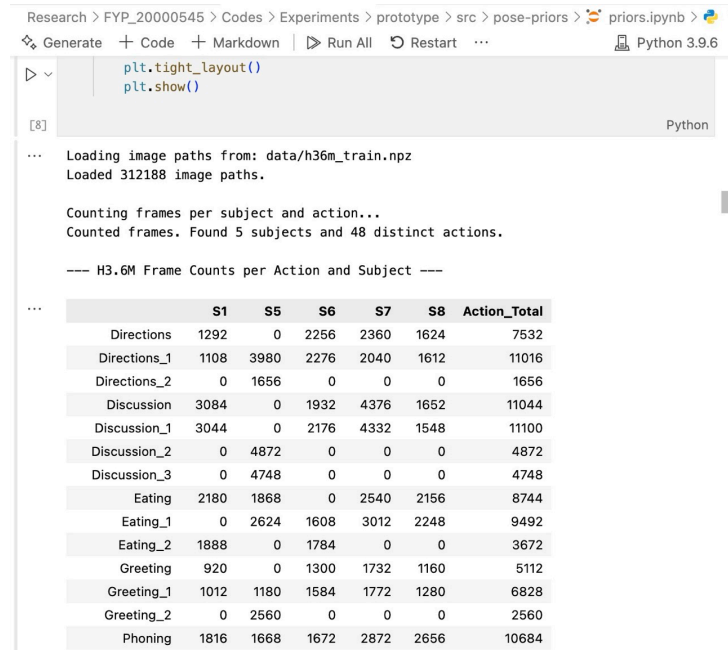 Research > FYP_20000545 > Codes > Experiments > prototype > src > pose-priors > priors.ipynb >
Generate + Code + Markdown | Run All Restart ··· Python 3.9.6
plt.tight_layout()
plt.show()
[8] Python
··· Loading image paths from: data/h36m_train.npz
Loaded 312188 image paths.
Counting frames per subject and action...
Counted frames. Found 5 subjects and 48 distinct actions.
--- H3.6M Frame Counts per Action and Subject ---
···
S1 S5 S6 S7 S8 Action_Total
Directions 1292 0 2256 2360 1624 7532
Directions_1 1108 3980 2276 2040 1612 11016
Directions_2 0 1656 0 0 0 1656
Discussion 3084 0 1932 4376 1652 11044
Discussion_1 3044 0 2176 4332 1548 11100
Discussion_2 0 4872 0 0 0 4872
Discussion_3 0 4748 0 0 0 4748
Eating 2180 1868 0 2540 2156 8744
Eating_1 0 2624 1608 3012 2248 9492
Eating_2 1888 0 1784 0 0 3672
Greeting 920 0 1300 1732 1160 5112
Greeting_1 1012 1180 1584 1772 1280 6828
Greeting_2 0 2560 0 0 0 2560
Phoning 1816 1668 1672 2872 2656 10684